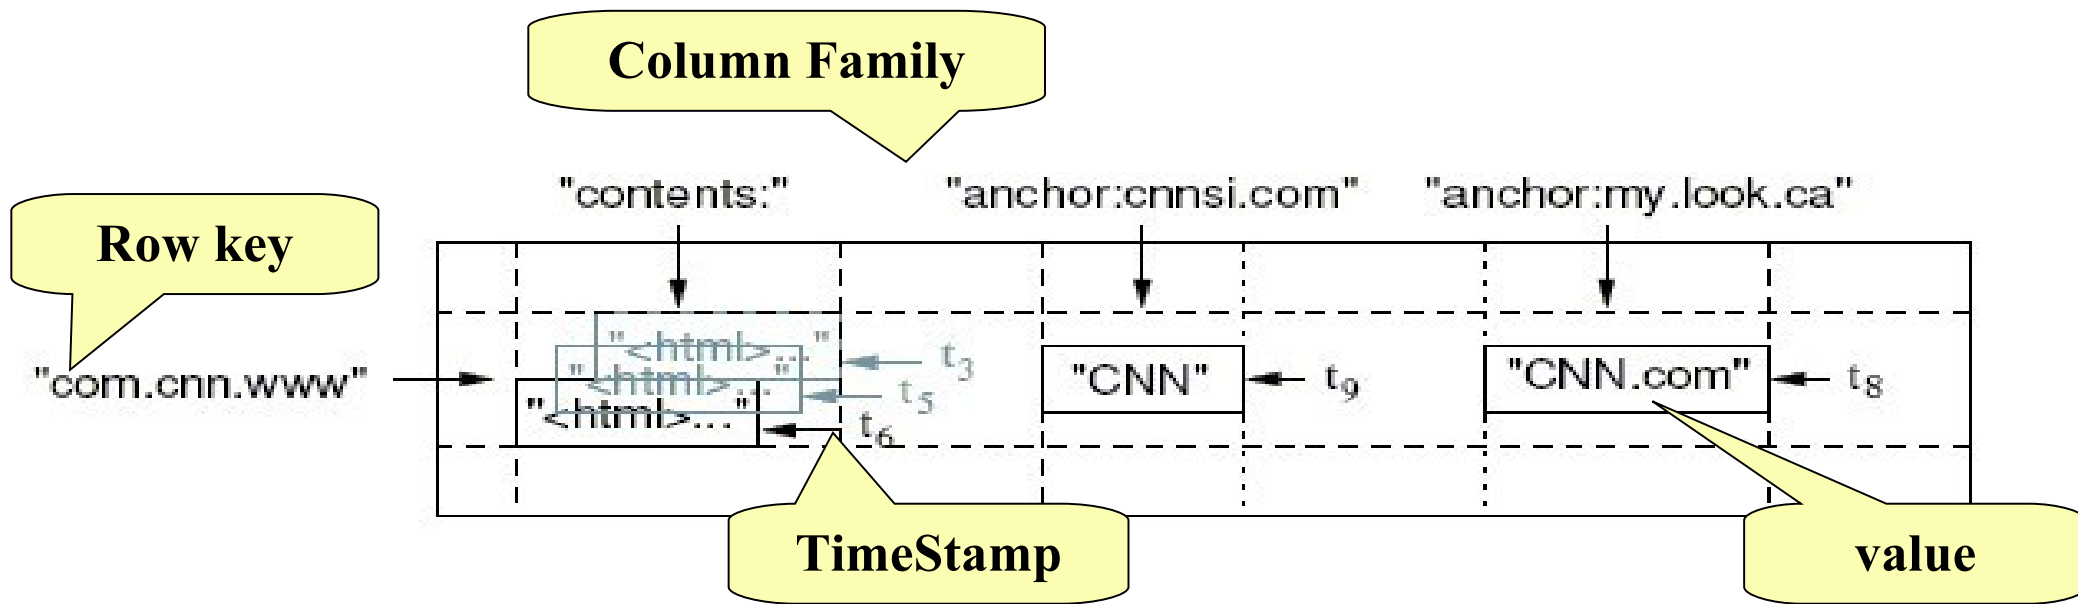 Column Family
"contents:"
"anchor:cnnsi.com"
"anchor:my.look.ca"
Row key
"<html>..."
t3
"<html>..."
t5
"com.cnn.www"
"<html>..."
t6
"CNN"
t9
"CNN.com"
t8
TimeStamp
value